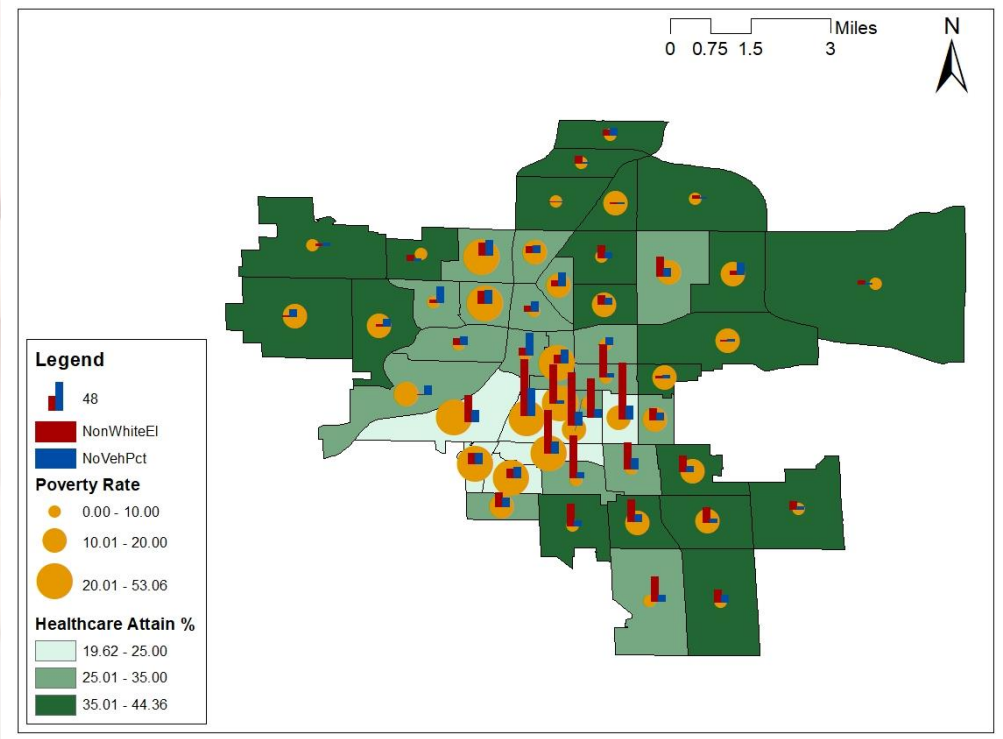 Miles
0 0.75 1.5 3
N
Legend
48
NonWhiteEl
NoVehPct
Poverty Rate
0.00 - 10.00
10.01 - 20.00
20.01 - 53.06
Healthcare Attain %
19.62 - 25.00
25.01 - 35.00
35.01 - 44.36